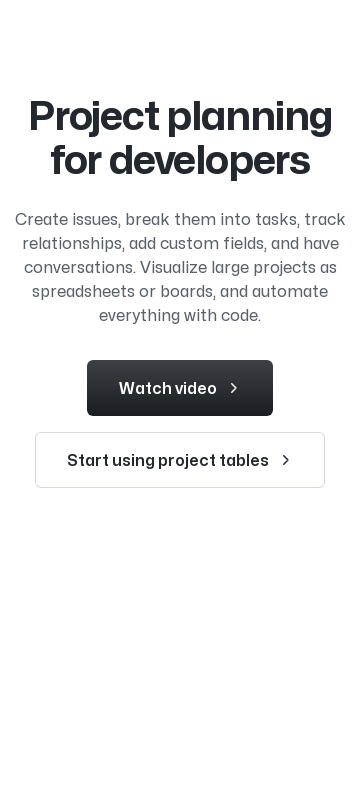 Project planning
for developers
Create issues, break them into tasks, track
relationships, add custom fields, and have
conversations. Visualize large projects as
spreadsheets or boards, and automate
everything with code.
Watch video
Start using project tables